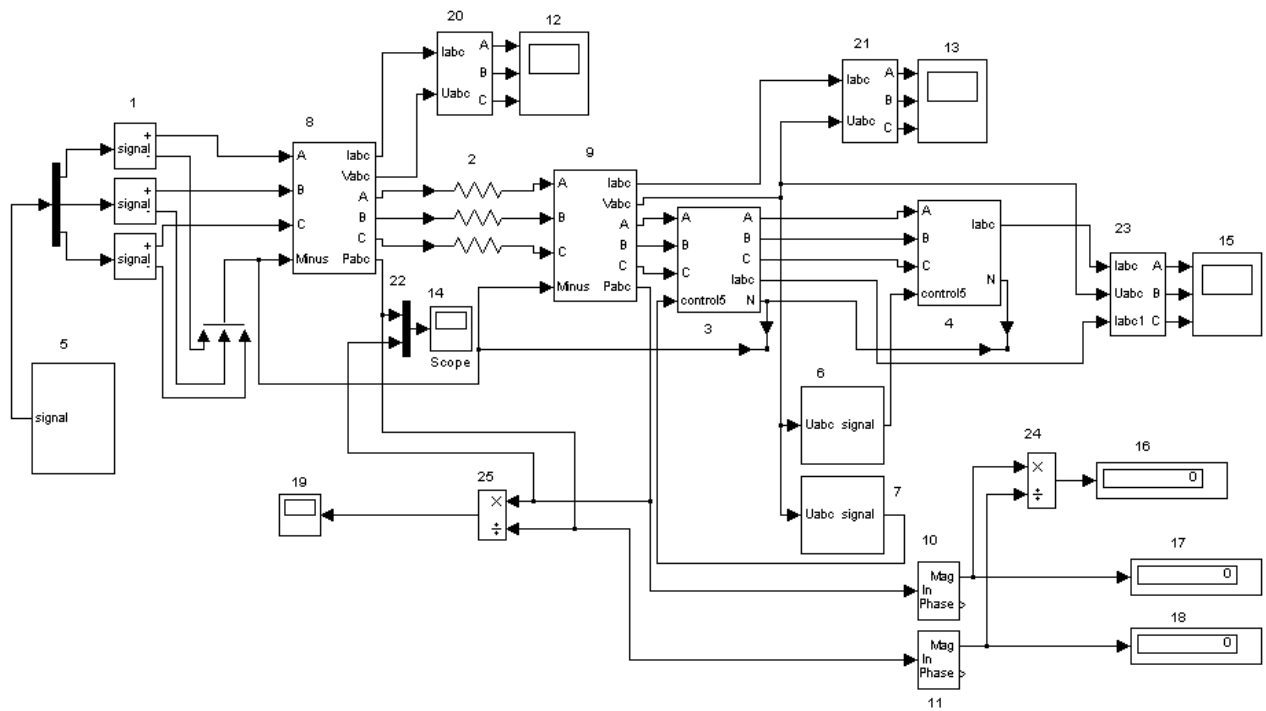 20
12
Iabc A
B
Uabc C
21
13
Iabc A
B
Uabc C
1
signal + -
signal + -
signal + -
8
A Iabc
Vabc
B A
B
C C
Minus Pabc
2
9
A Iabc
Vabc
B A
B
C C
Minus Pabc
A A
B B
C C
Iabc
control5 N
3
A Iabc
B
C N
control5
4
23
Iabc A
Uabc B
Iabc1 C
15
22
14
Scope
5
signal
6
Uabc signal
7
Uabc signal
24
× ÷
16
0
19
25
× ÷
10
Mag
In
Phase
17
0
18
0
Mag
In
Phase
11